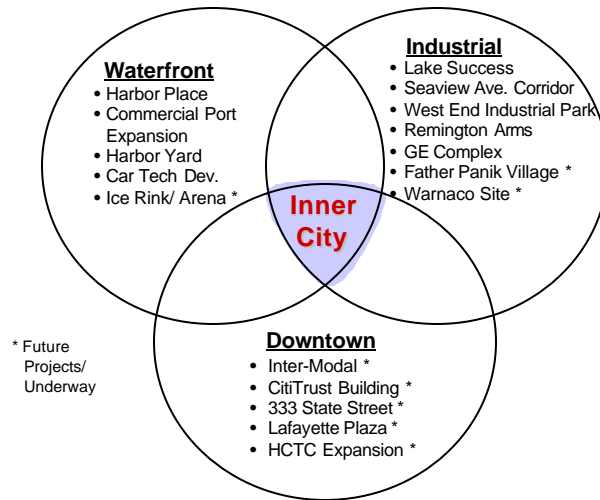 Waterfront
• Harbor Place
• Commercial Port
Expansion
• Harbor Yard
• Car Tech Dev.
• Ice Rink/ Arena *
Industrial
• Lake Success
• Seaview Ave. Corridor
• West End Industrial Park
• Remington Arms
• GE Complex
• Father Panik Village *
• Warnaco Site *
Inner
City
Downtown
• Inter-Modal *
• CitiTrust Building *
• 333 State Street *
• Lafayette Plaza *
• HCTC Expansion *
* Future
Projects/
Underway